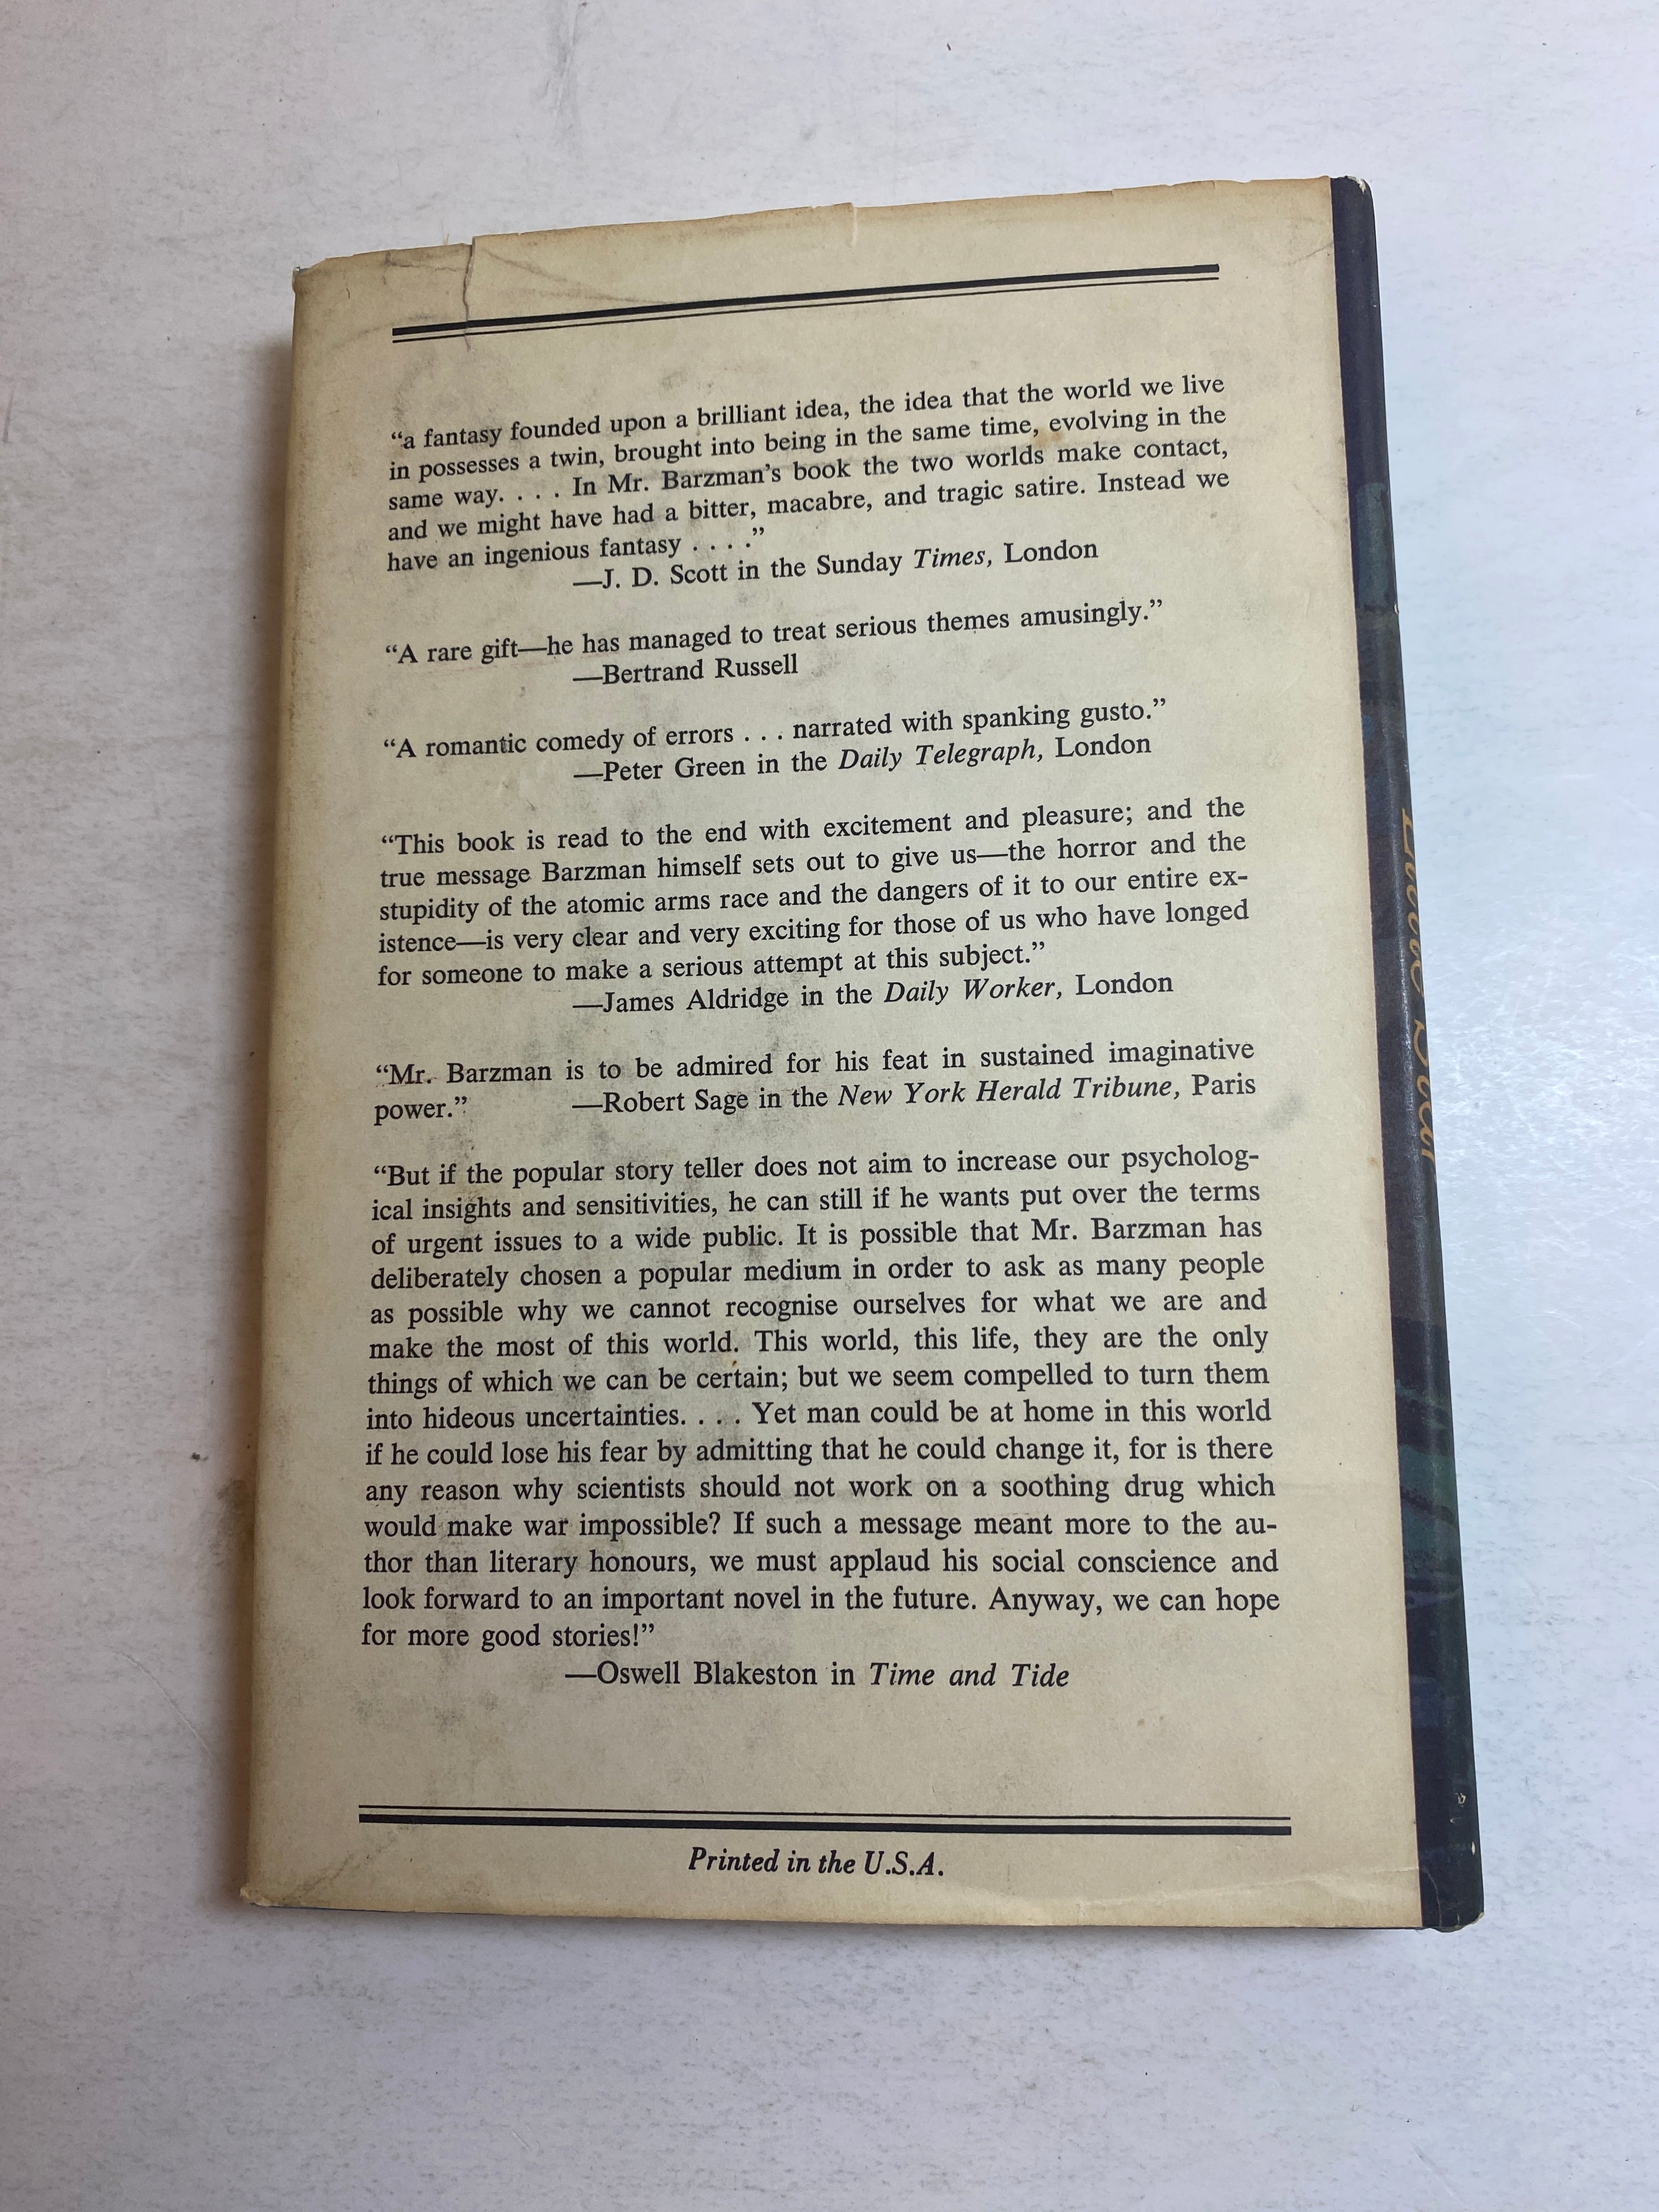 “a fantasy founded upon a brilliant idea, the idea that the world we live
in possesses a twin, brought into being in the same time, evolving in the
same way. . . . In Mr. Barzman’s book the two worlds make contact,
and we might have had a bitter, macabre, and tragic satire. Instead we
have an ingenious fantasy . . . .”
—J. D. Scott in the Sunday Times, London
“A rare gift—he has managed to treat serious themes amusingly.”
—Bertrand Russell
“A romantic comedy of errors . . . narrated with spanking gusto.”
—Peter Green in the Daily Telegraph, London
“This book is read to the end with excitement and pleasure; and the
true message Barzman himself sets out to give us—the horror and the
stupidity of the atomic arms race and the dangers of it to our entire ex-
istence—is very clear and very exciting for those of us who have longed
for someone to make a serious attempt at this subject.”
—James Aldridge in the Daily Worker, London
“Mr. Barzman is to be admired for his feat in sustained imaginative
power.” —Robert Sage in the New York Herald Tribune, Paris
“But if the popular story teller does not aim to increase our psycholog-
ical insights and sensitivities, he can still if he wants put over the terms
of urgent issues to a wide public. It is possible that Mr. Barzman has
deliberately chosen a popular medium in order to ask as many people
as possible why we cannot recognise ourselves for what we are and
make the most of this world. This world, this life, they are the only
things of which we can be certain; but we seem compelled to turn them
into hideous uncertainties. . . . Yet man could be at home in this world
if he could lose his fear by admitting that he could change it, for is there
any reason why scientists should not work on a soothing drug which
would make war impossible? If such a message meant more to the au-
thor than literary honours, we must applaud his social conscience and
look forward to an important novel in the future. Anyway, we can hope
for more good stories!”
—Oswell Blakeston in Time and Tide
Printed in the U.S.A.